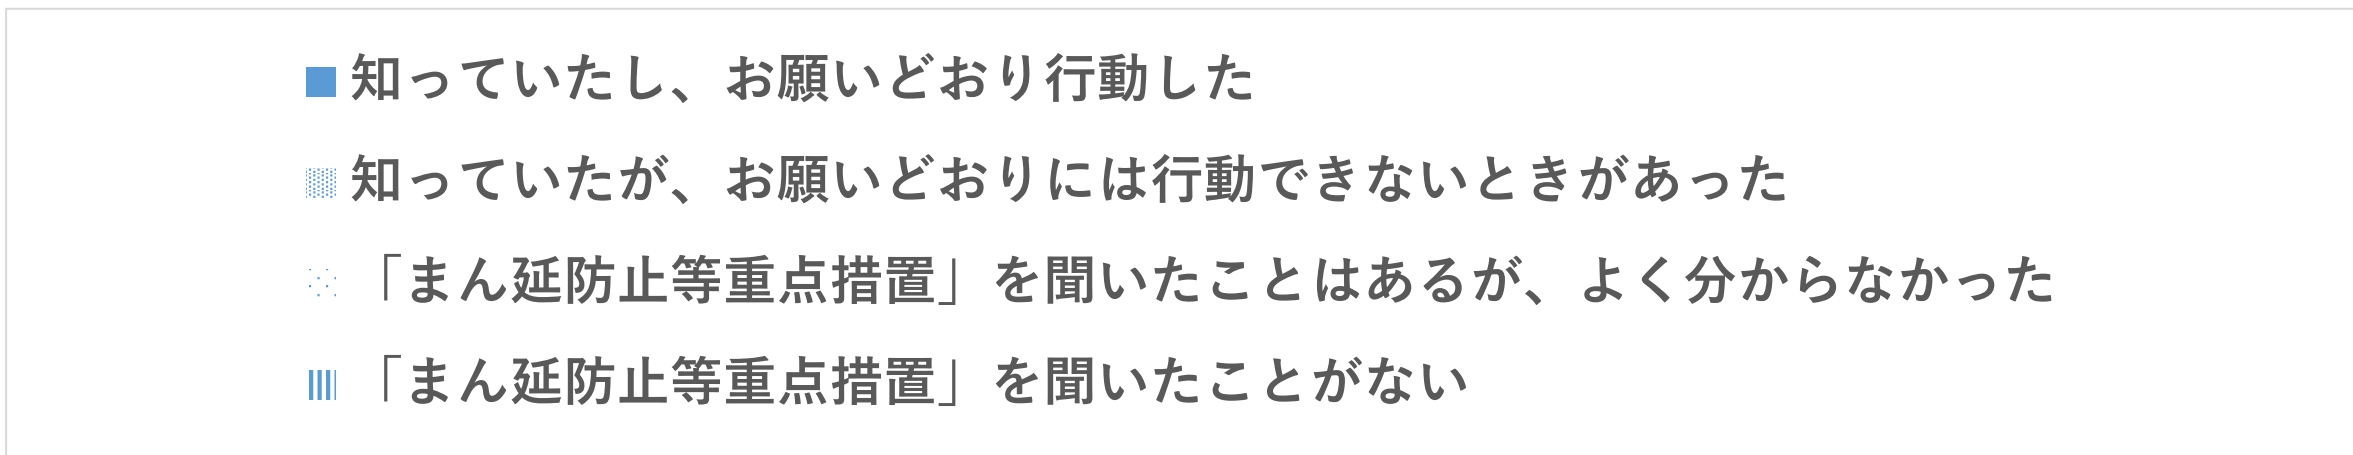 知っていたし、お願いどおり行動した
知っていたが、お願いどおりには行動できないときがあった
「まん延防止等重点措置」を聞いたことはあるが、よく分からなかった
「まん延防止等重点措置」を聞いたことがない